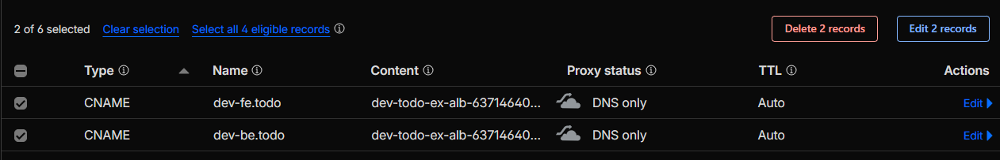 2 of 6 selected Clear selection Select all 4 eligible records Delete 2 records Edit 2 records
Type Name Content Proxy status TTL Actions
CNAME dev-fe.todo dev-todo-ex-alb-63714640... DNS only Auto Edit
CNAME dev-be.todo dev-todo-ex-alb-63714640... DNS only Auto Edit